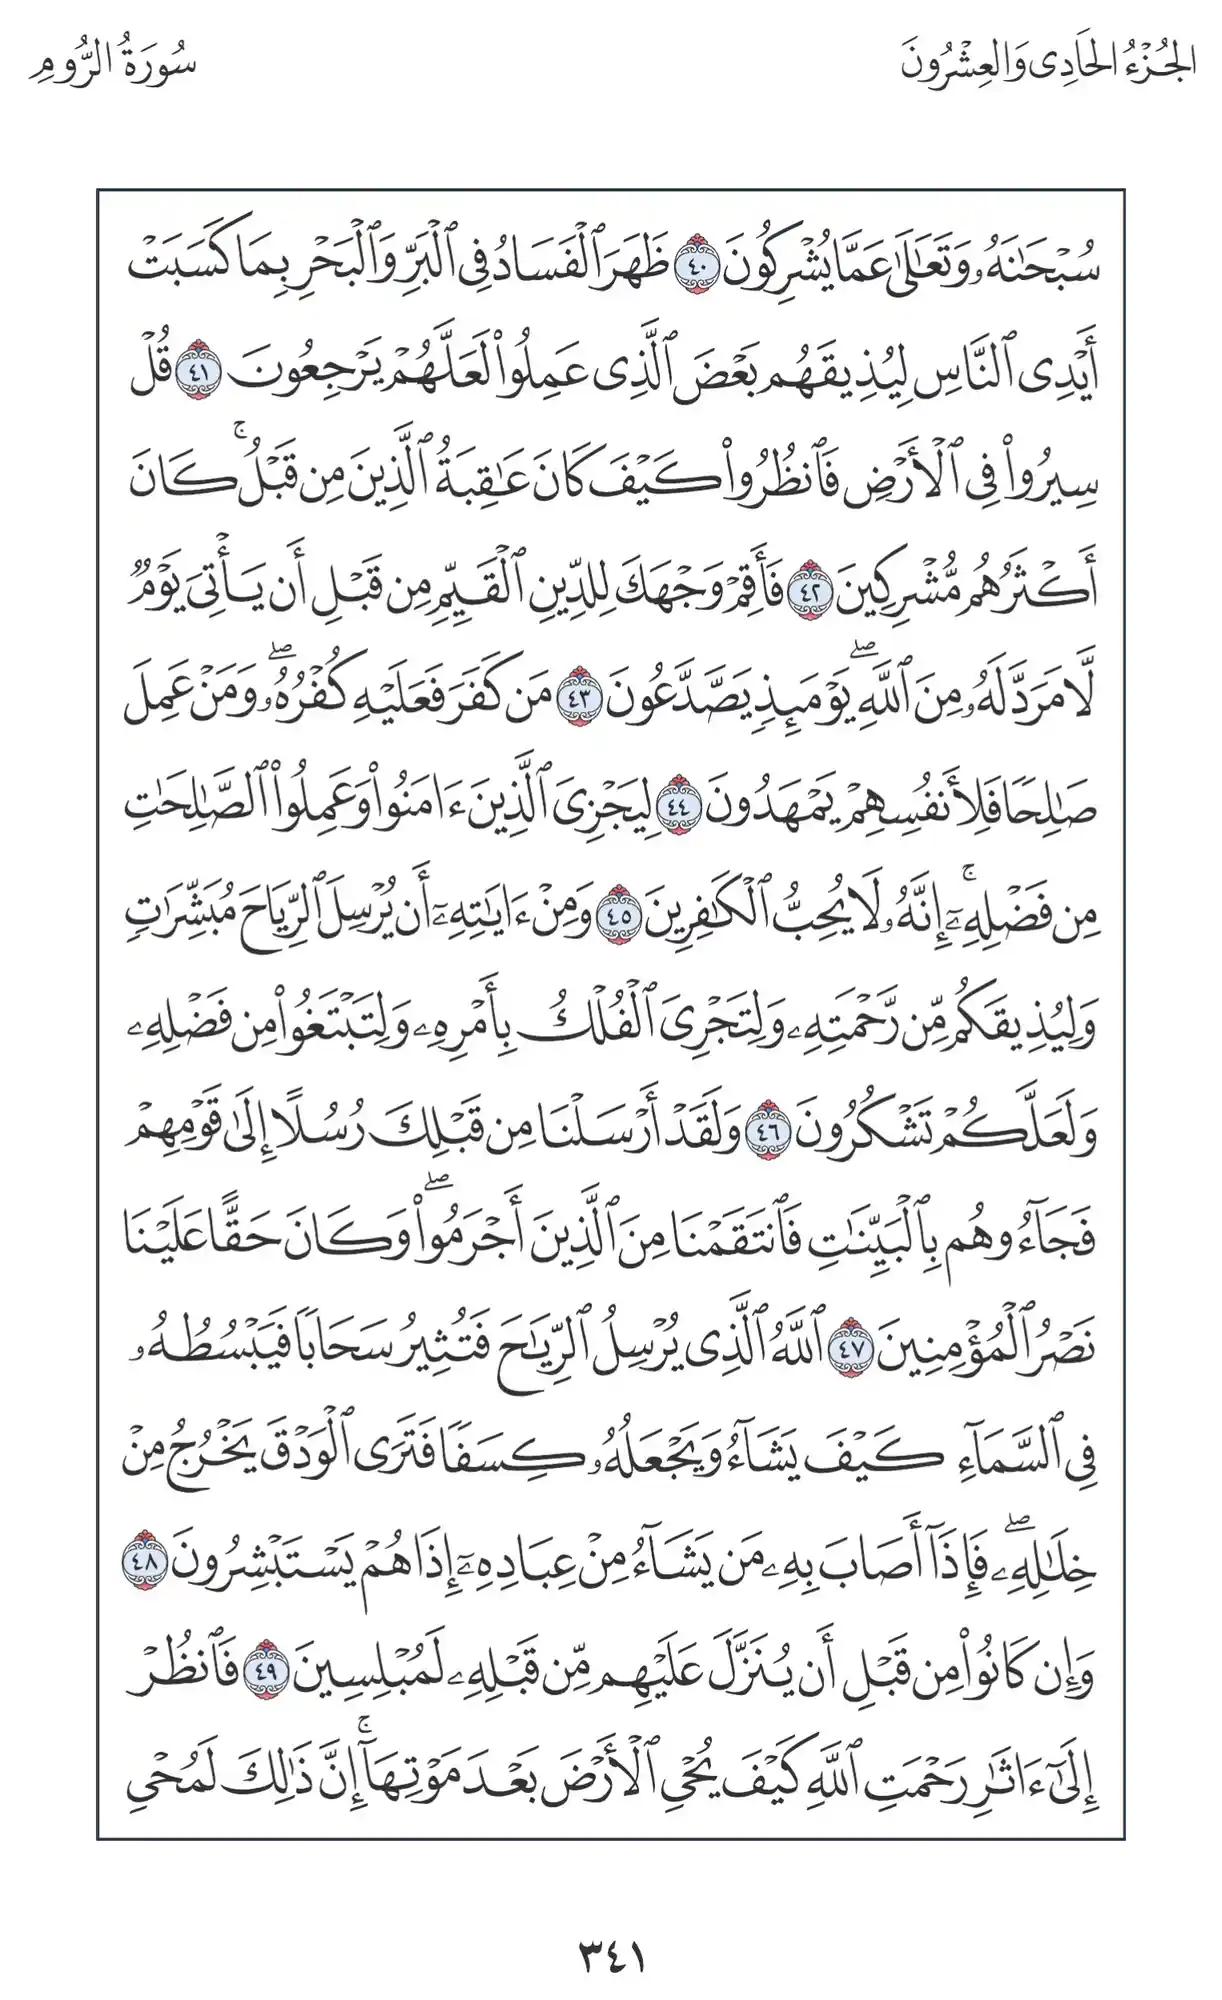 الجُزْءُ الحَادِى وَالعِشْرُونَ
سُورَةُ الرُّومِ
سُبْحَٰنَهُۥ وَتَعَٰلَىٰ عَمَّا يُشْرِكُونَ ٤٠ ظَهَرَ ٱلْفَسَادُ فِى ٱلْبَرِّ وَٱلْبَحْرِ بِمَا كَسَبَتْ
أَيْدِى ٱلنَّاسِ لِيُذِيقَهُم بَعْضَ ٱلَّذِى عَمِلُوا۟ لَعَلَّهُمْ يَرْجِعُونَ ٤١ قُلْ
سِيرُوا۟ فِى ٱلْأَرْضِ فَٱنظُرُوا۟ كَيْفَ كَانَ عَٰقِبَةُ ٱلَّذِينَ مِن قَبْلُ ۚ كَانَ
أَكْثَرُهُم مُّشْرِكِينَ ٤٢ فَأَقِمْ وَجْهَكَ لِلدِّينِ ٱلْقَيِّمِ مِن قَبْلِ أَن يَأْتِىَ يَوْمٌ
لَّا مَرَدَّ لَهُۥ مِنَ ٱللَّهِ ۖ يَوْمَئِذٍ يَصَّدَّعُونَ ٤٣ مَن كَفَرَ فَعَلَيْهِ كُفْرُهُۥ ۖ وَمَنْ عَمِلَ
صَٰلِحًا فَلِأَنفُسِهِمْ يَمْهَدُونَ ٤٤ لِيَجْزِىَ ٱلَّذِينَ ءَامَنُوا۟ وَعَمِلُوا۟ ٱلصَّٰلِحَٰتِ
مِن فَضْلِهِۦٓ ۚ إِنَّهُۥ لَا يُحِبُّ ٱلْكَٰفِرِينَ ٤٥ وَمِنْ ءَايَٰتِهِۦٓ أَن يُرْسِلَ ٱلرِّيَاحَ مُبَشِّرَٰتٍ
وَلِيُذِيقَكُم مِّن رَّحْمَتِهِۦ وَلِتَجْرِىَ ٱلْفُلْكُ بِأَمْرِهِۦ وَلِتَبْتَغُوا۟ مِن فَضْلِهِۦ
وَلَعَلَّكُمْ تَشْكُرُونَ ٤٦ وَلَقَدْ أَرْسَلْنَا مِن قَبْلِكَ رُسُلًا إِلَىٰ قَوْمِهِمْ
فَجَآءُوهُم بِٱلْبَيِّنَٰتِ فَٱنتَقَمْنَا مِنَ ٱلَّذِينَ أَجْرَمُوا۟ ۖ وَكَانَ حَقًّا عَلَيْنَا
نَصْرُ ٱلْمُؤْمِنِينَ ٤٧ ٱللَّهُ ٱلَّذِى يُرْسِلُ ٱلرِّيَٰحَ فَتُثِيرُ سَحَابًا فَيَبْسُطُهُۥ
فِى ٱلسَّمَآءِ كَيْفَ يَشَآءُ وَيَجْعَلُهُۥ كِسَفًا فَتَرَى ٱلْوَدْقَ يَخْرُجُ مِنْ
خِلَٰلِهِۦ ۖ فَإِذَآ أَصَابَ بِهِۦ مَن يَشَآءُ مِنْ عِبَادِهِۦٓ إِذَا هُمْ يَسْتَبْشِرُونَ ٤٨
وَإِن كَانُوا۟ مِن قَبْلِ أَن يُنَزَّلَ عَلَيْهِم مِّن قَبْلِهِۦ لَمُبْلِسِينَ ٤٩ فَٱنظُرْ
إِلَىٰٓ ءَاثَٰرِ رَحْمَتِ ٱللَّهِ كَيْفَ يُحْىِ ٱلْأَرْضَ بَعْدَ مَوْتِهَآ ۚ إِنَّ ذَٰلِكَ لَمُحْىِ
٣٤١